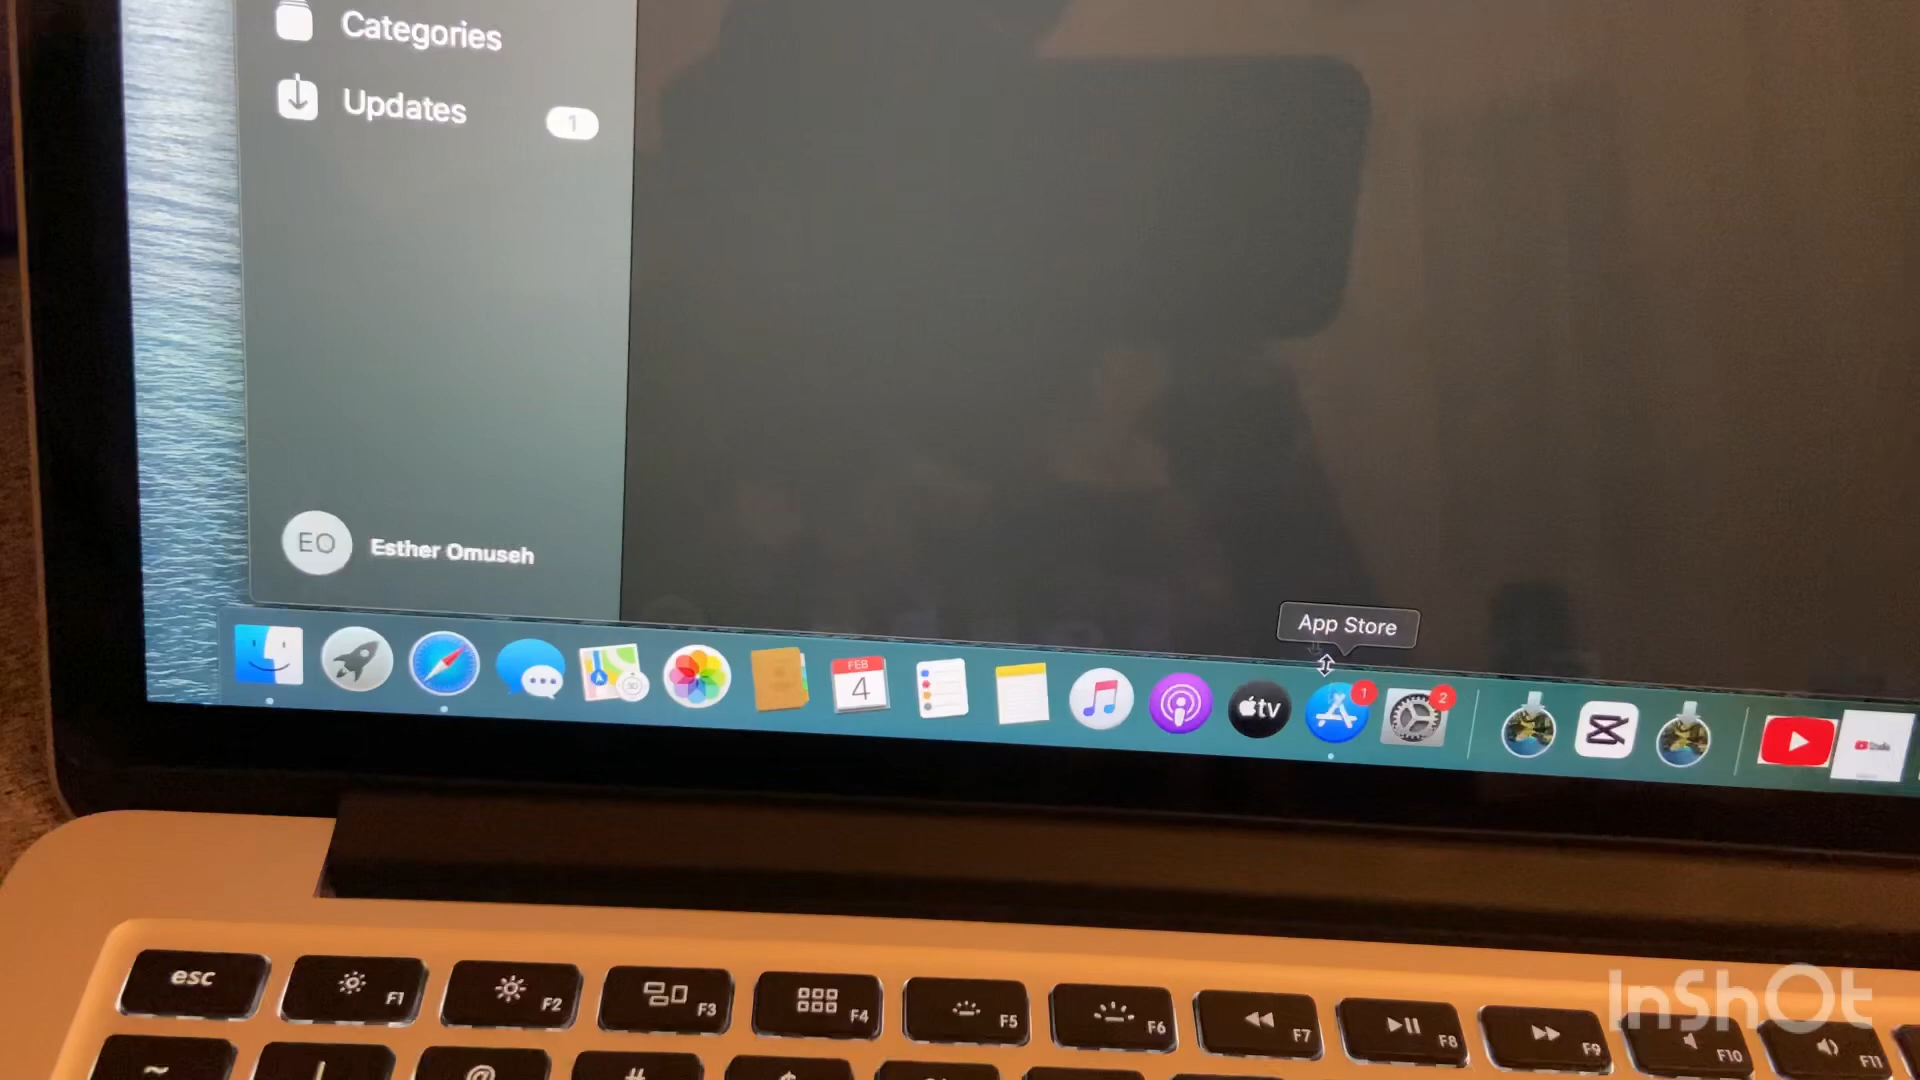 Categories
Updates
1
EO
Esther Omuseh
App Store
FEB
4
3D
tv
1
2
esc
F1
F2
F3
F4
F5
F6
F7
F8
F9
F10
F11
~
!
@
#
$
InShOt